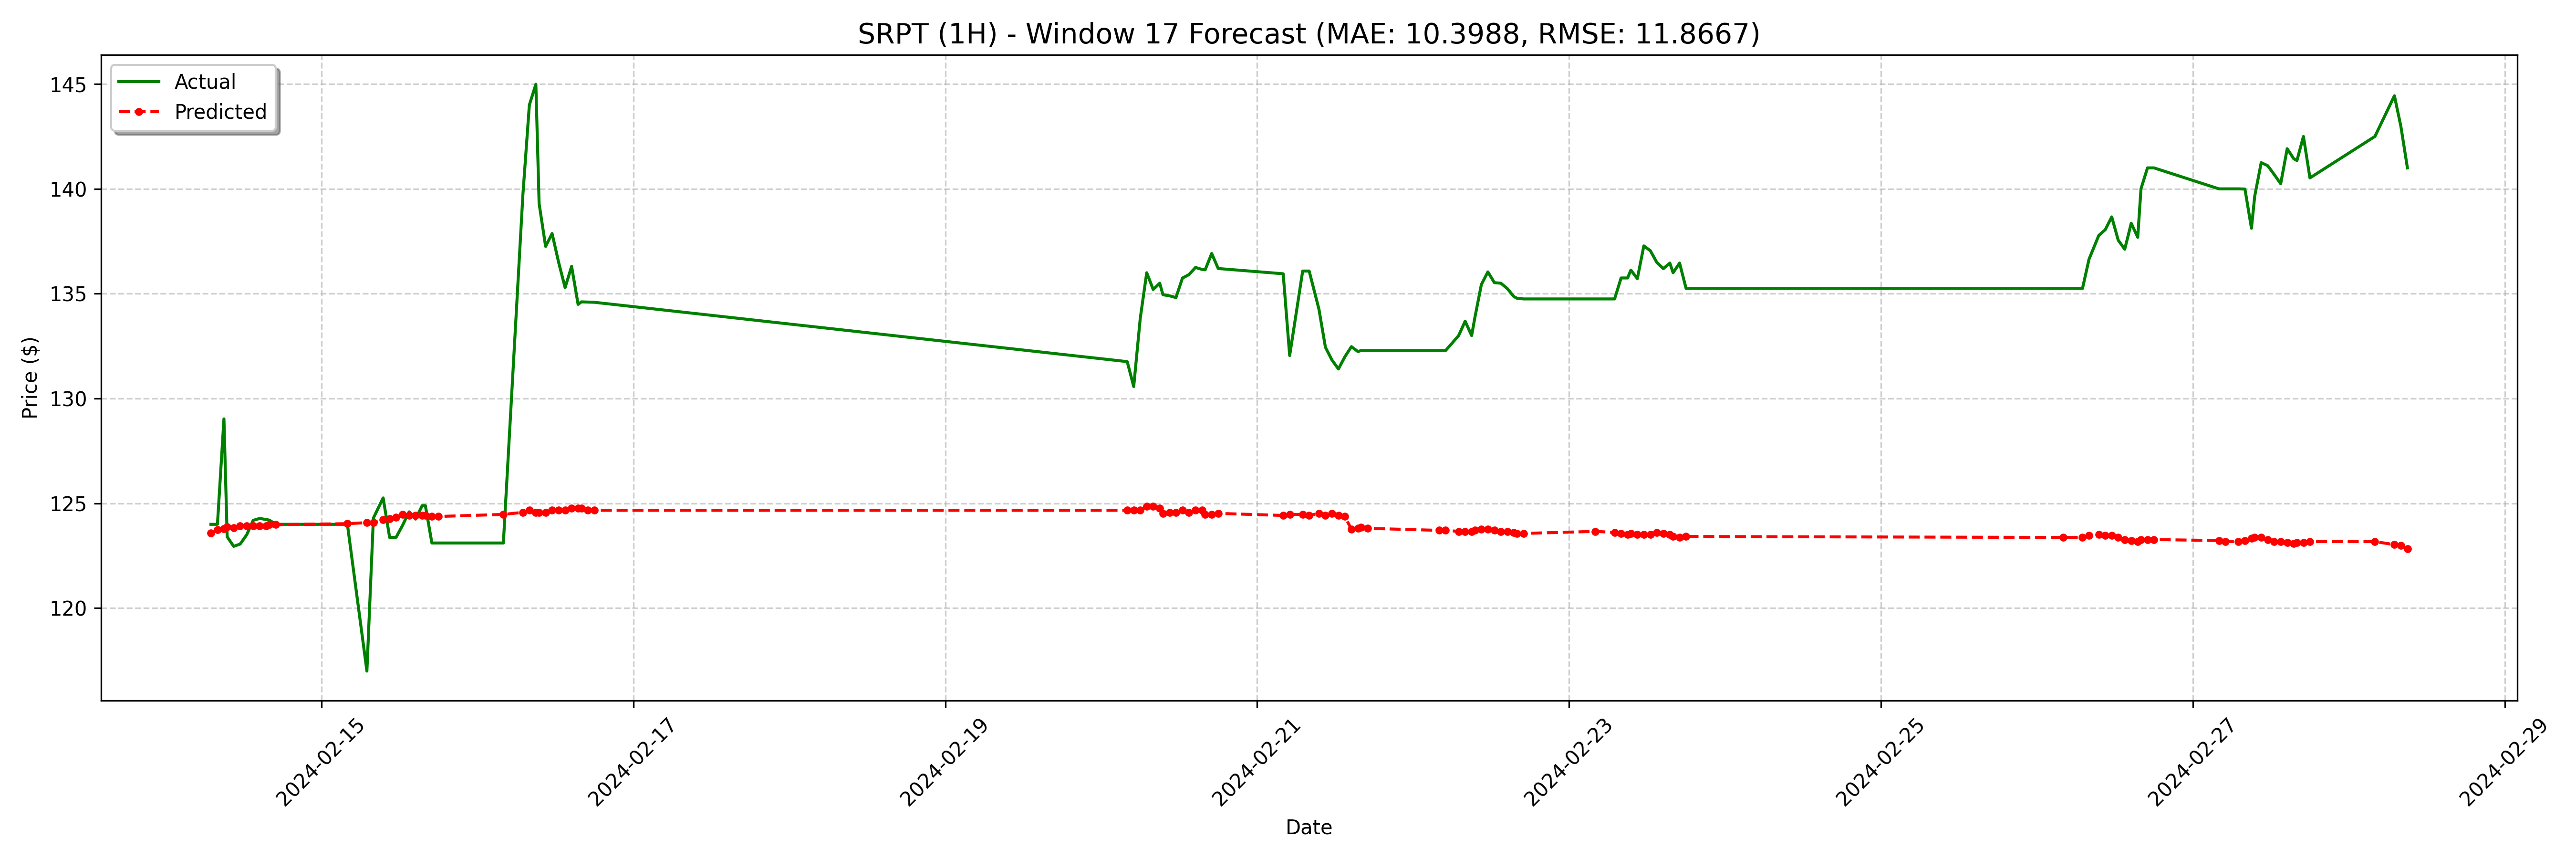 SRPT (1H) - Window 17 Forecast (MAE: 10.3988, RMSE: 11.8667)
Actual
Predicted
Price ($)
145
140
135
130
125
120
2024-02-15
2024-02-17
2024-02-19
2024-02-21
2024-02-23
2024-02-25
2024-02-27
2024-02-29
Date